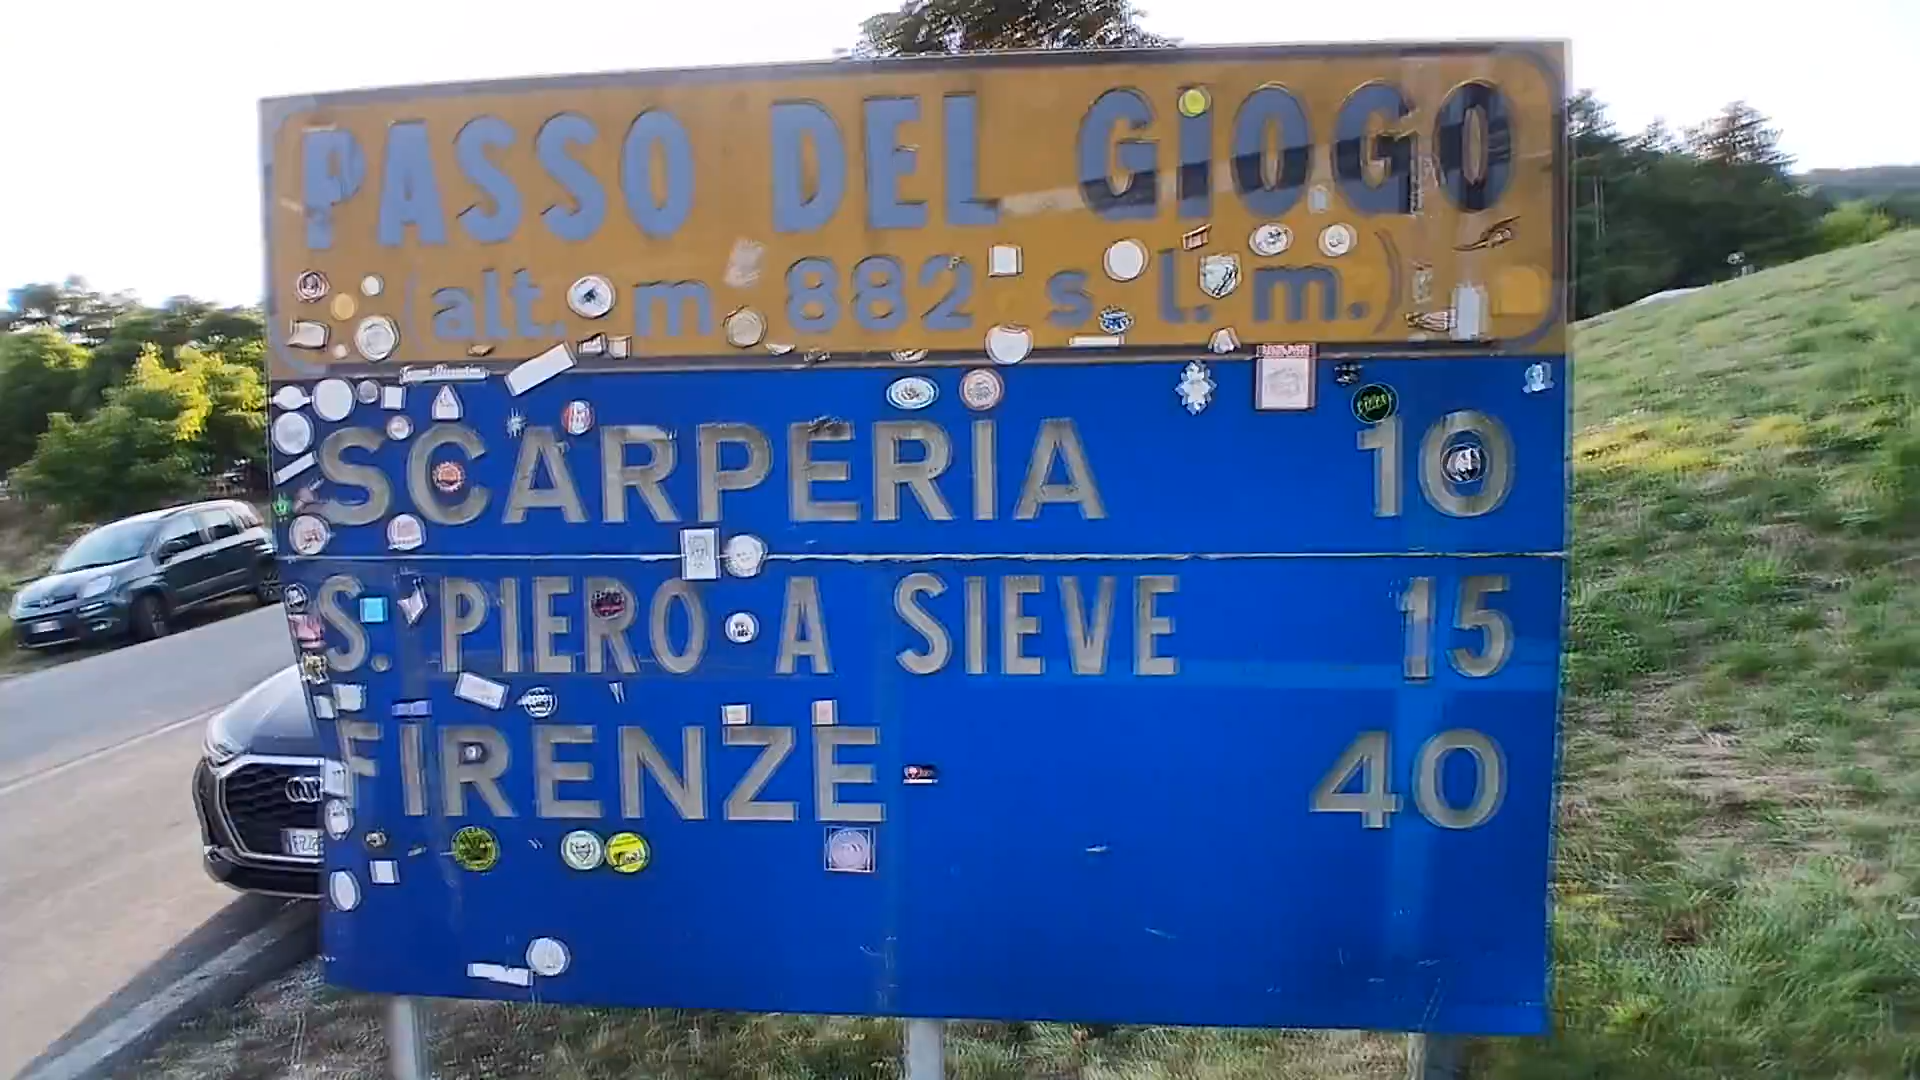 PASSO DEL GIOGO
(alt. m 882 s l. m.)
SCARPERIA 10
S. PIERO A SIEVE 15
FIRENZE 40